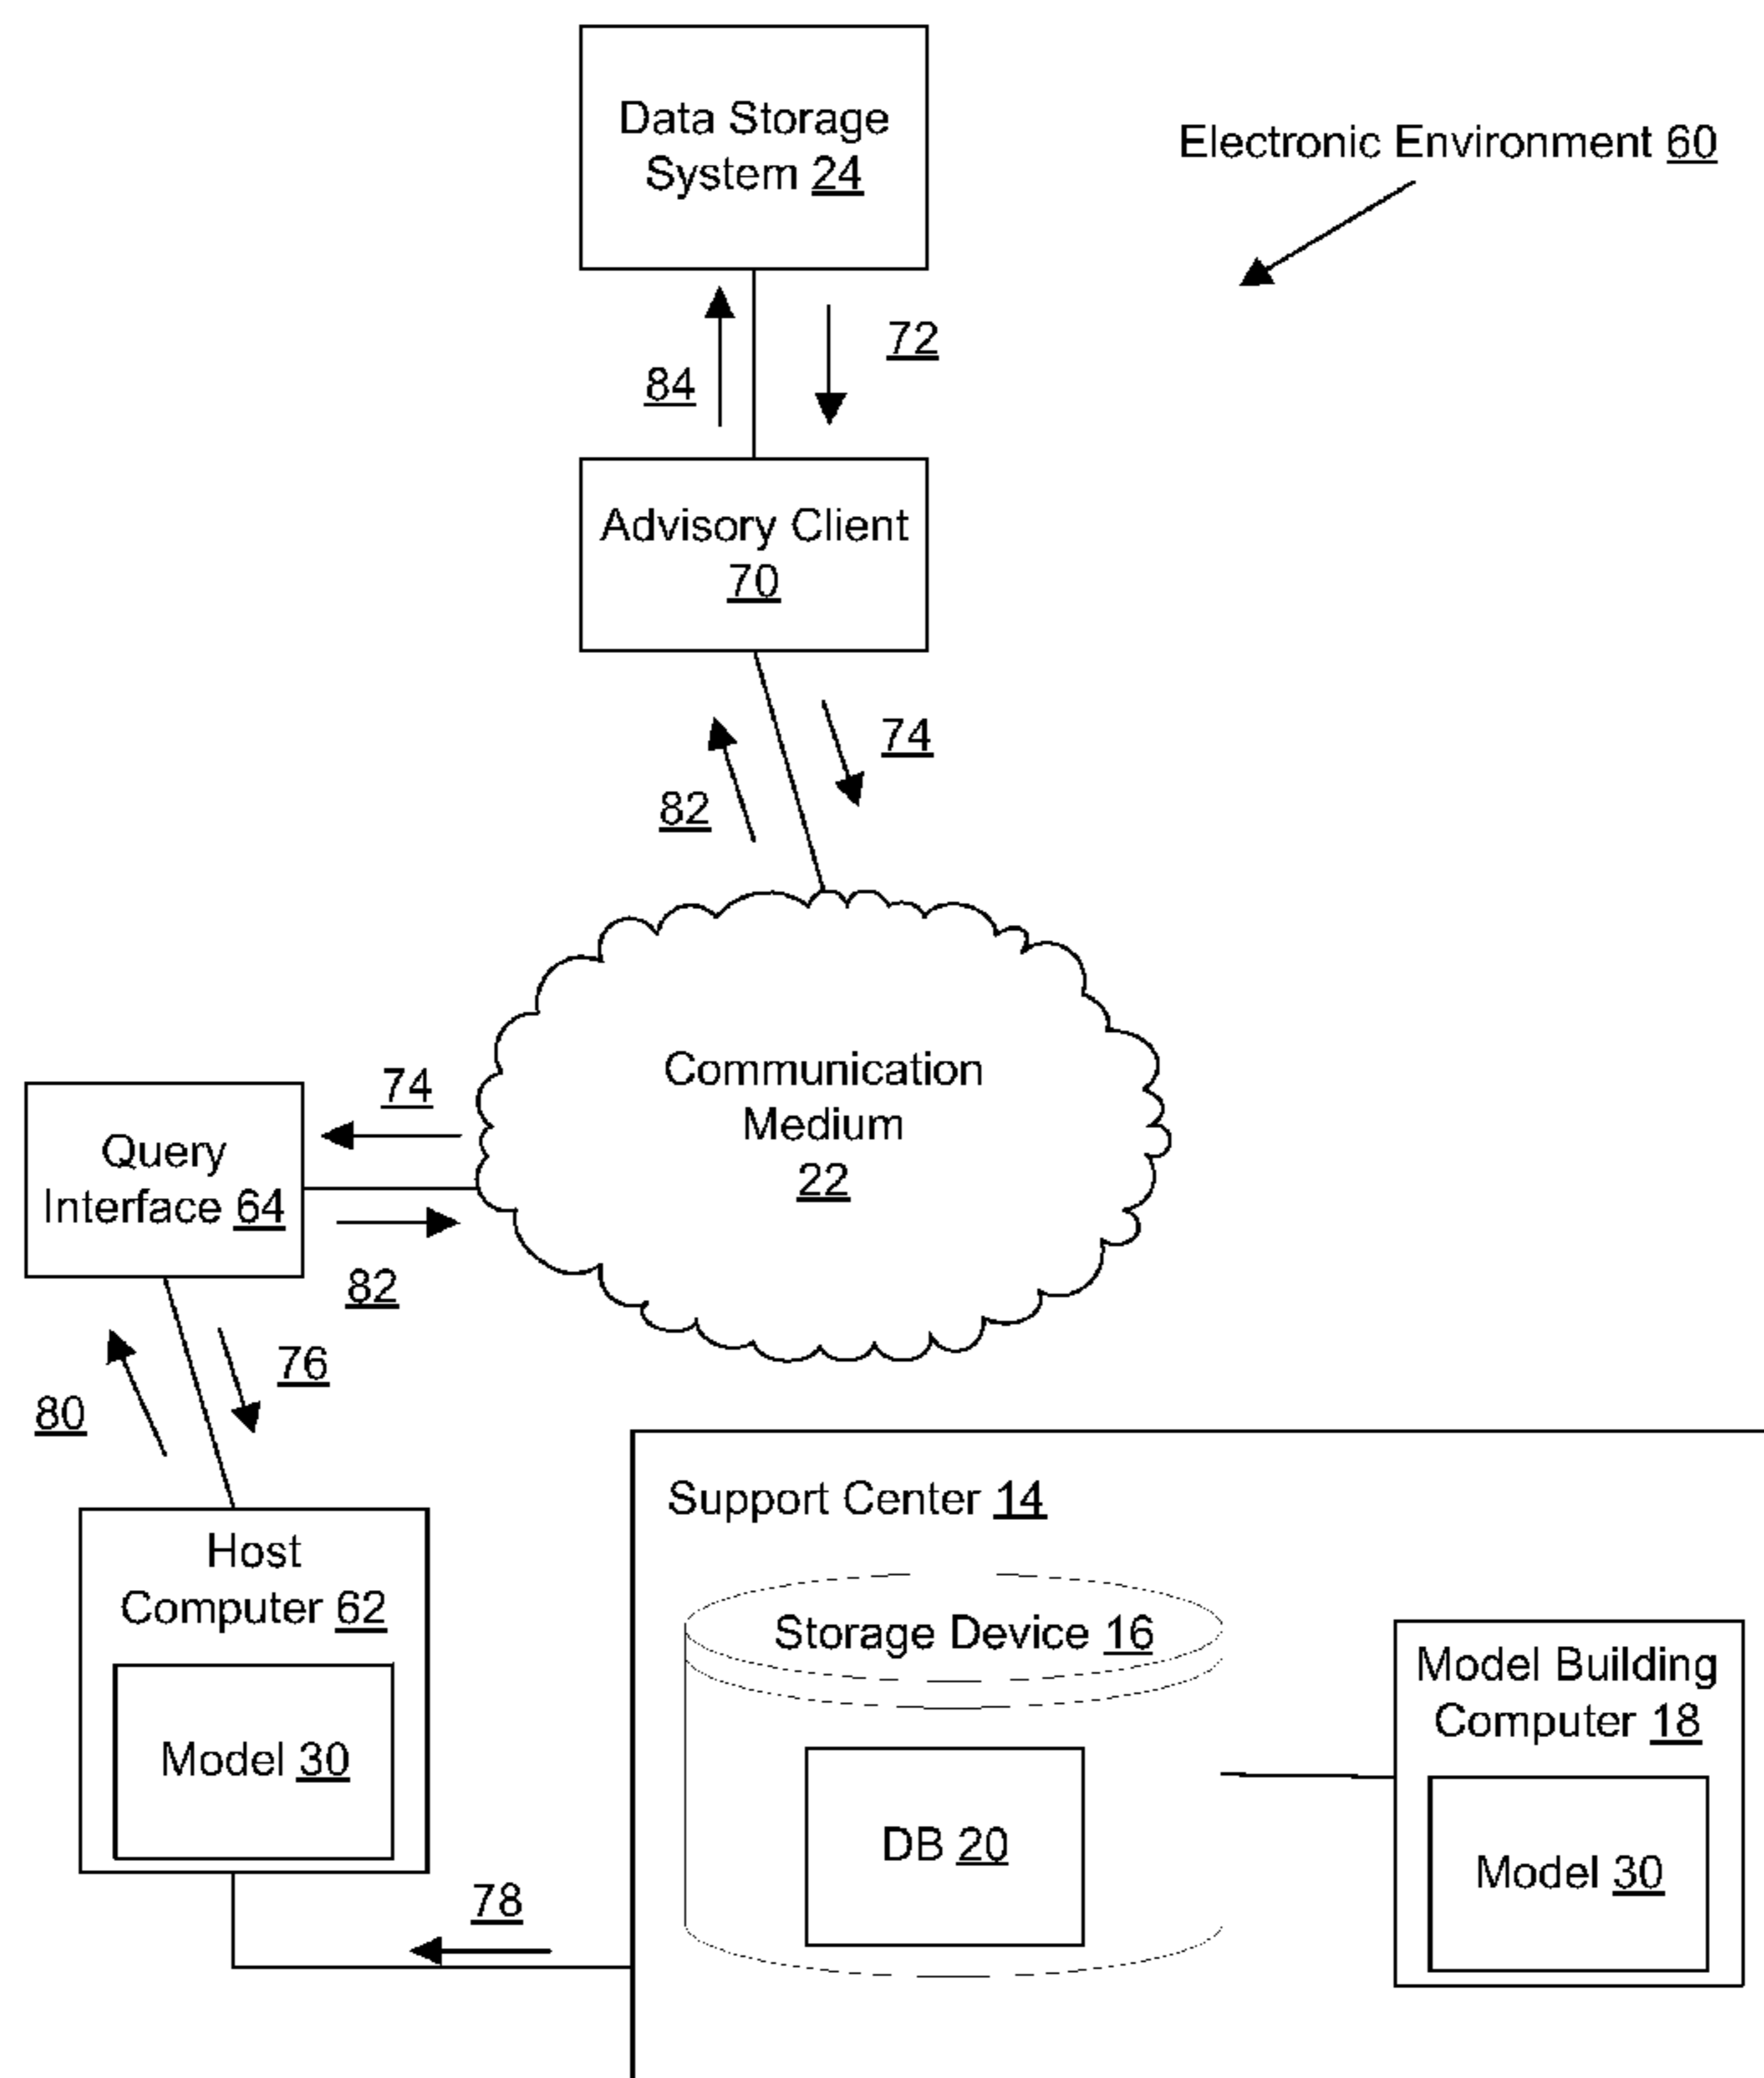 Data Storage
System 24
Electronic Environment 60
72
84
Advisory Client
70
74
82
Communication
Medium
22
74
Query
Interface 64
82
76
80
Support Center 14
Host
Computer 62
Storage Device 16
Model Building
Computer 18
Model 30
DB 20
Model 30
78